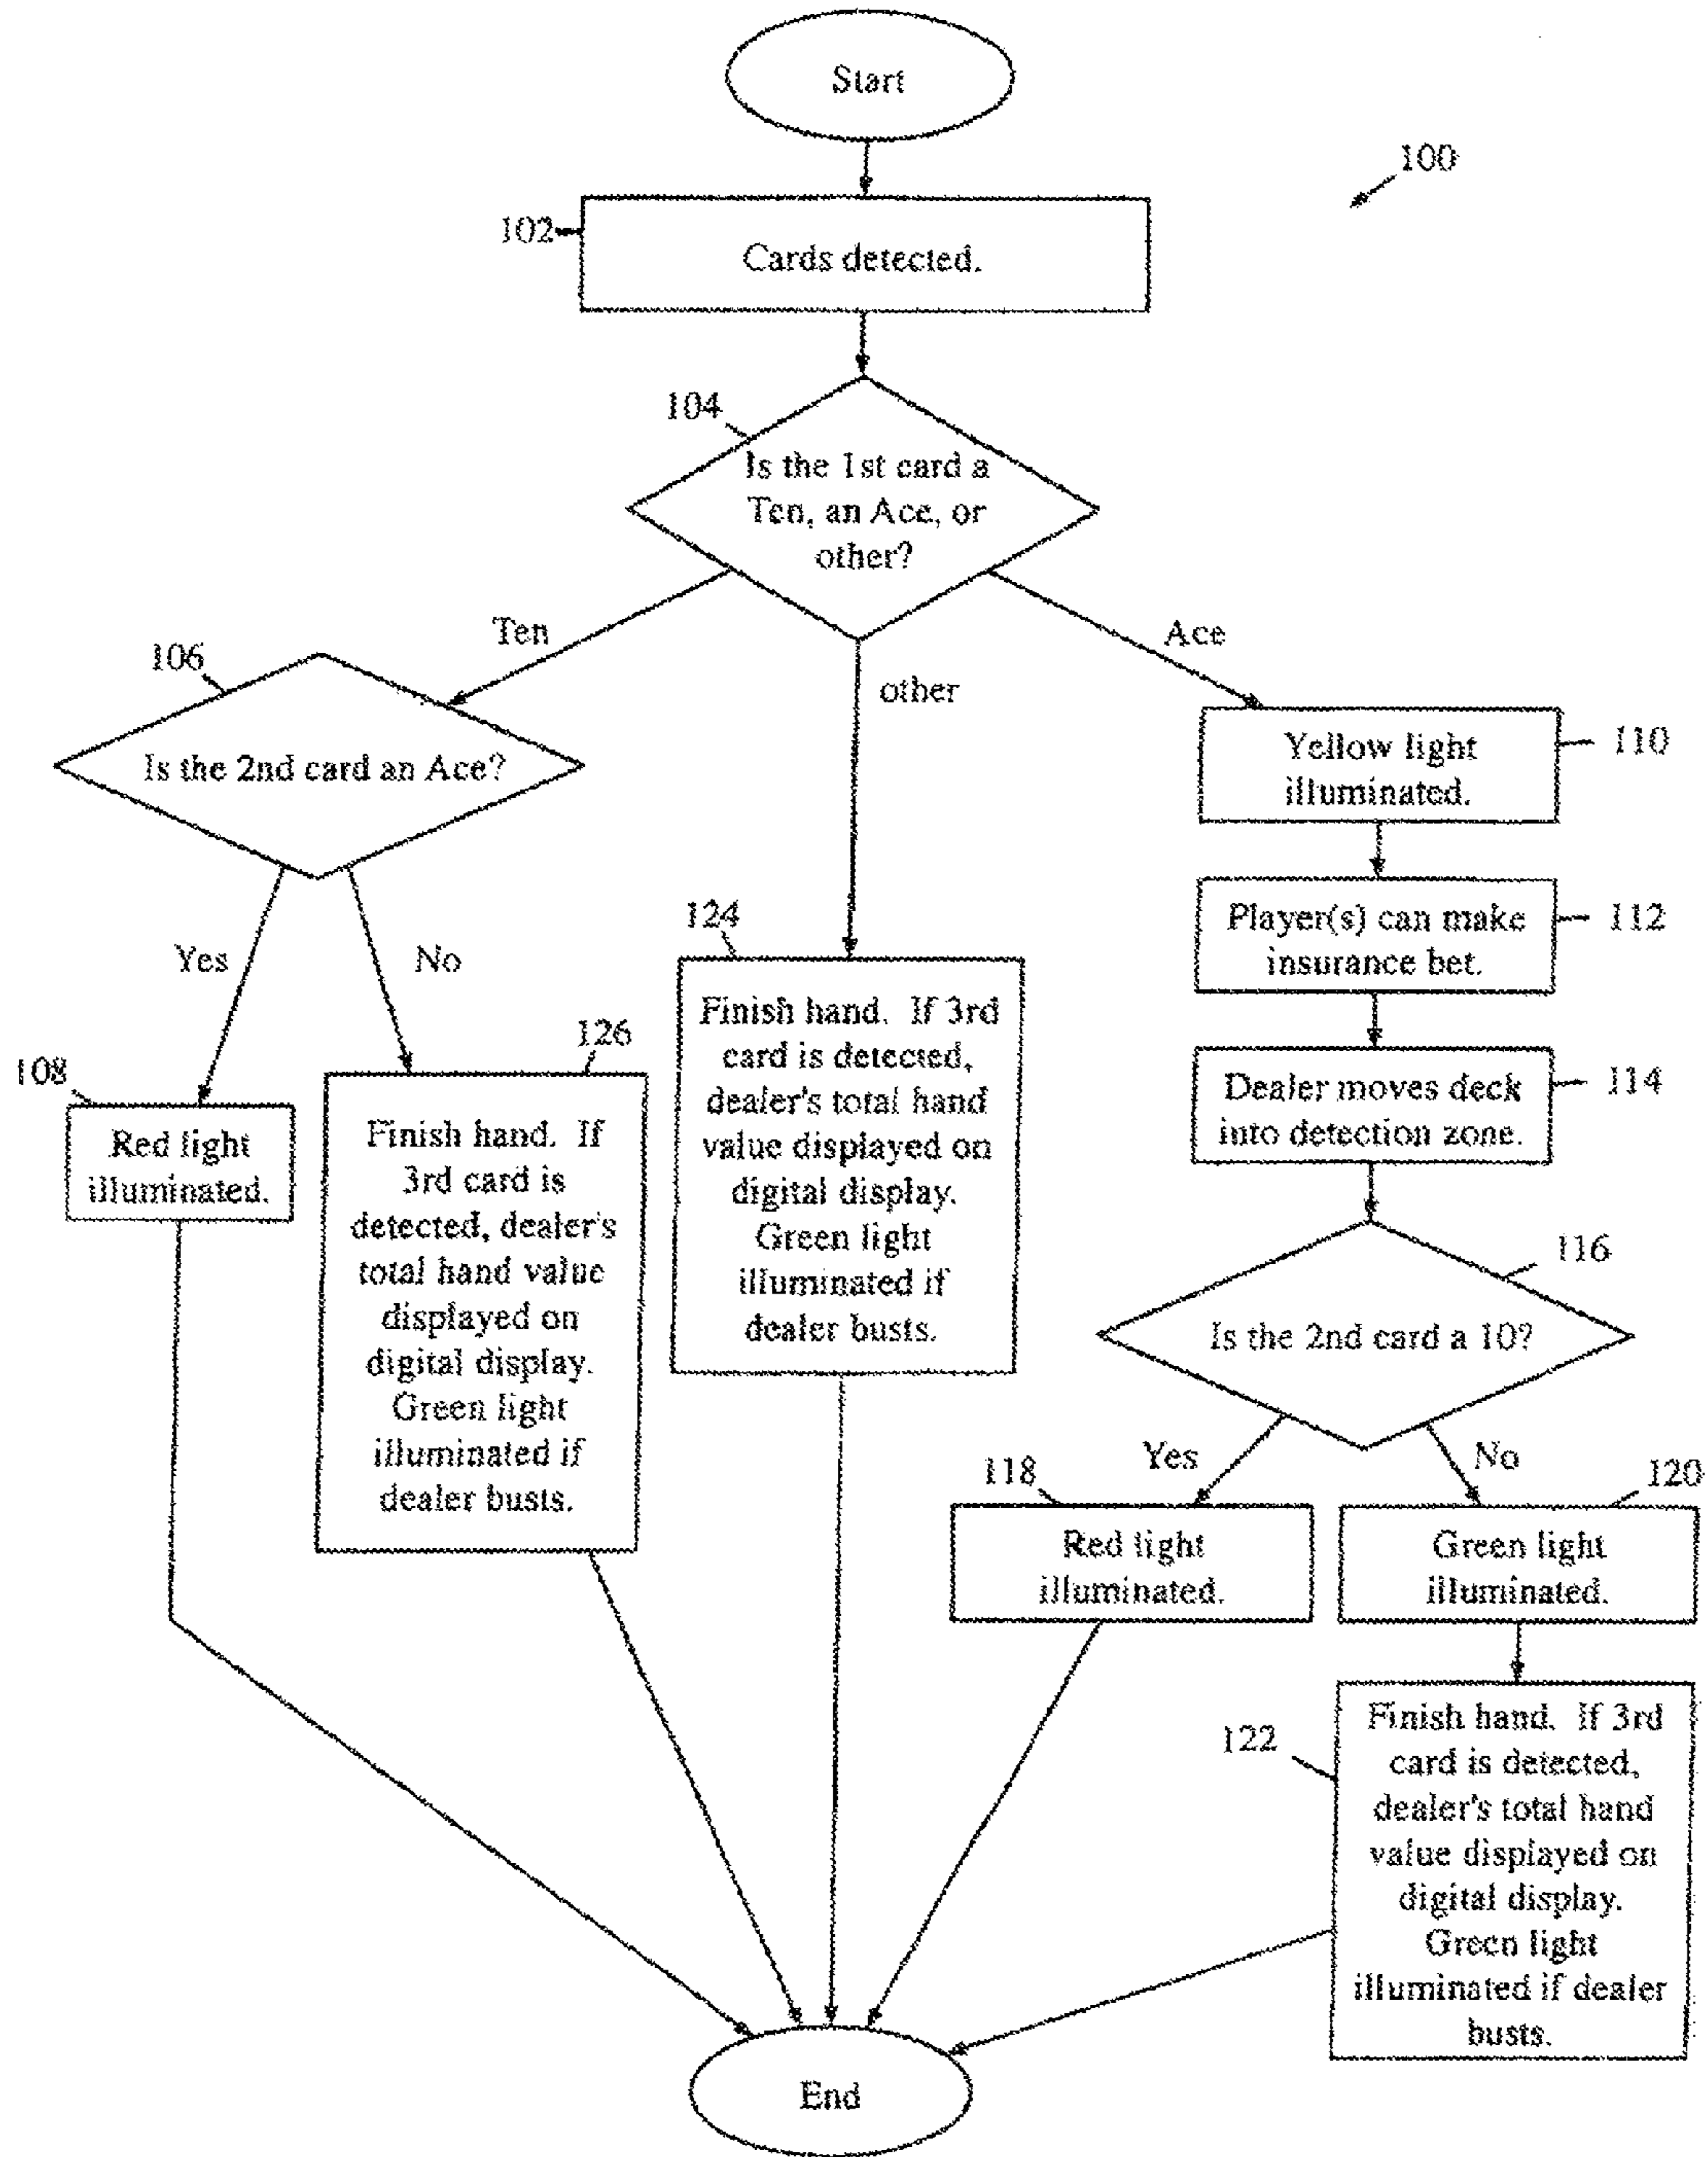 Start
100
102
Cards detected.
104
Is the 1st card a
Ten, an Ace, or
other?
Ten
other
Ace
106
Is the 2nd card an Ace?
Yes
No
108
Red light
illuminated.
126
Finish hand. If
3rd card is
detected, dealer's
total hand value
displayed on
digital display.
Green light
illuminated if
dealer busts.
124
Finish hand. If 3rd
card is detected,
dealer's total hand
value displayed on
digital display.
Green light
illuminated if
dealer busts.
Yellow light
illuminated.
110
Player(s) can make
insurance bet.
112
Dealer moves deck
into detection zone.
114
116
Is the 2nd card a 10?
Yes
No
118
Red light
illuminated.
120
Green light
illuminated.
122
Finish hand. If 3rd
card is detected,
dealer's total hand
value displayed on
digital display.
Green light
illuminated if dealer
busts.
End